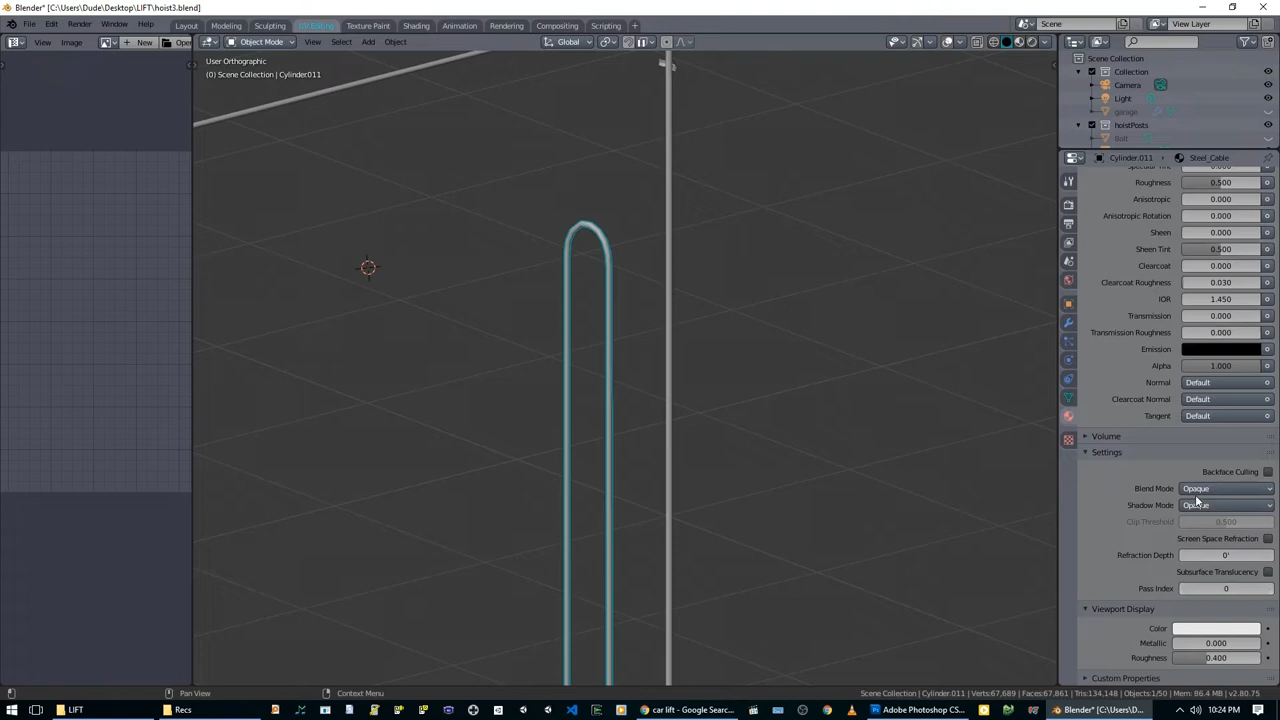 Blender* [C:\Users\Dude\Desktop\LIFT\hoist3.blend]
File Edit Render Window Help Layout Modeling Sculpting UV Editing Texture Paint Shading Animation Rendering Compositing Scripting + Scene View Layer
View Image New Open Object Mode View Select Add Object Global
User Orthographic
(0) Scene Collection | Cylinder.011
Scene Collection
Collection
Camera
Light
garage
hoistPosts
Bolt
Cylinder.011 Steel_Cable
Specular Tint 0.000
Roughness 0.500
Anisotropic 0.000
Anisotropic Rotation 0.000
Sheen 0.000
Sheen Tint 0.500
Clearcoat 0.000
Clearcoat Roughness 0.030
IOR 1.450
Transmission 0.000
Transmission Roughness 0.000
Emission
Alpha 1.000
Normal Default
Clearcoat Normal Default
Tangent Default
Volume
Settings
Backface Culling
Blend Mode Opaque
Shadow Mode Opaque
Clip Threshold 0.500
Screen Space Refraction
Refraction Depth 0'
Subsurface Translucency
Pass Index 0
Viewport Display
Color
Metallic 0.000
Roughness 0.400
Custom Properties
Pan View Context Menu Scene Collection | Cylinder.011 | Verts:67,689 | Faces:67,861 | Tris:134,148 | Objects:1/50 | Mem: 86.4 MB | v2.80.75
LIFT Recs car lift - Google Sear... Adobe Photoshop CS... Blender* [C:\Users\D... 10:24 PM